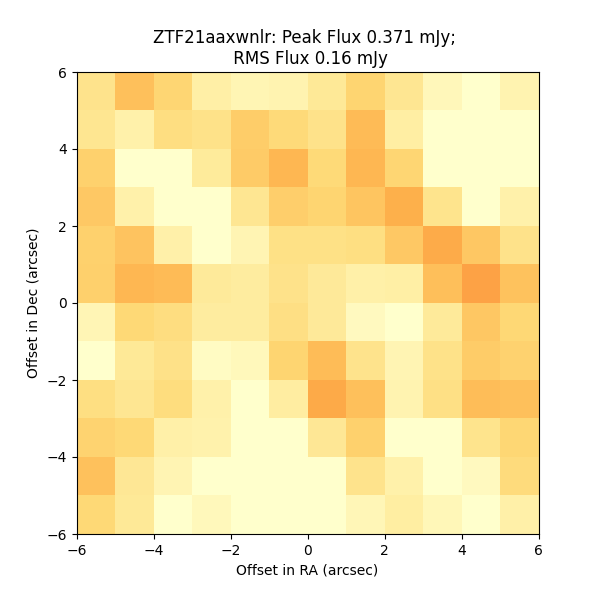 ZTF21aaxwnlr: Peak Flux 0.371 mJy;
RMS Flux 0.16 mJy
6
4
2
0
−2
−4
−6
Offset in Dec (arcsec)
−6 −4 −2 0 2 4 6
Offset in RA (arcsec)